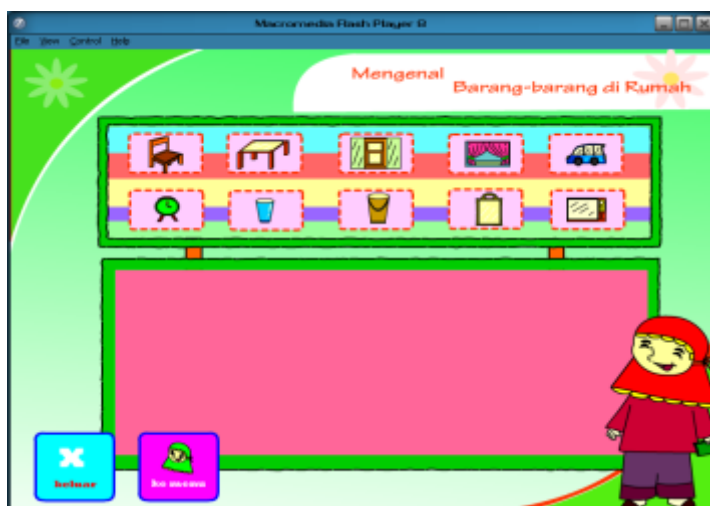 Macromedia Flash Player 8
File View Control Help
Mengenal
Barang-barang di Rumah
keluar
ke menu